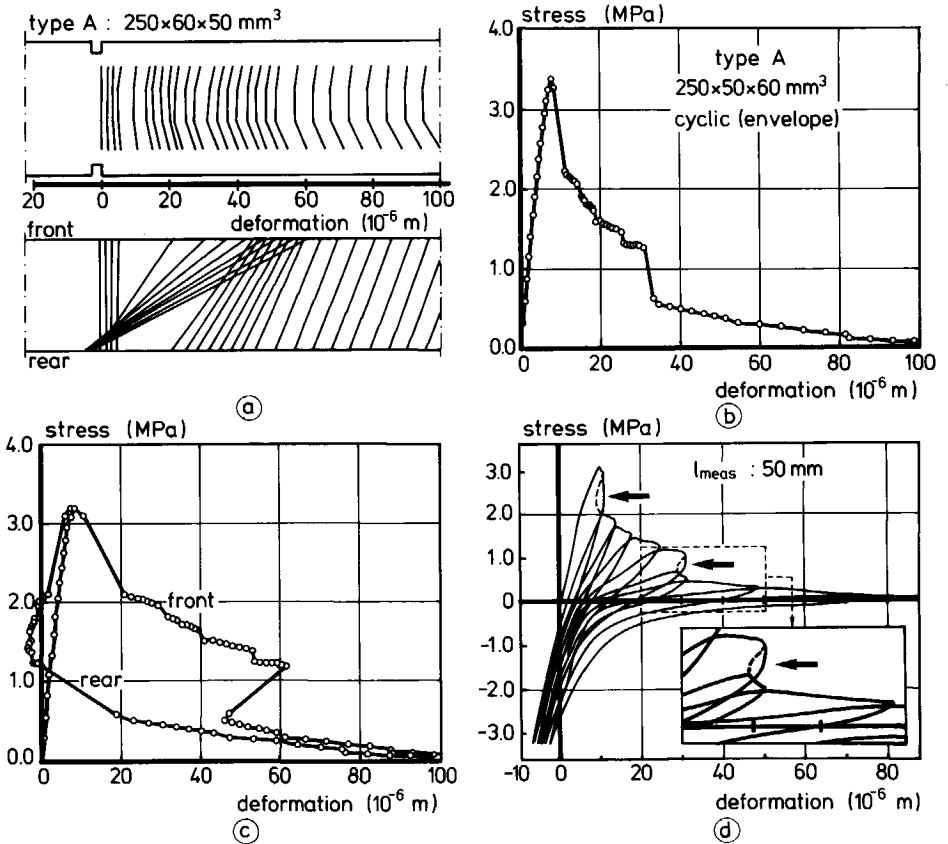 type A : 250×60×50 mm³
20 0 20 40 60 80 100
deformation (10⁻⁶ m)
front
rear
ⓐ
stress (MPa)
4.0
3.0
2.0
1.0
0.0
type A
250×50×60 mm³
cyclic (envelope)
0 20 40 60 80 100
deformation (10⁻⁶ m)
ⓑ
stress (MPa)
4.0
3.0
2.0
1.0
0.0
front
rear
0 20 40 60 80 100
deformation (10⁻⁶ m)
ⓒ
stress (MPa)
3.0
2.0
1.0
0
-1.0
-2.0
-3.0
lmeas : 50 mm
-10 0 20 40 60 80
deformation (10⁻⁶ m)
ⓓ